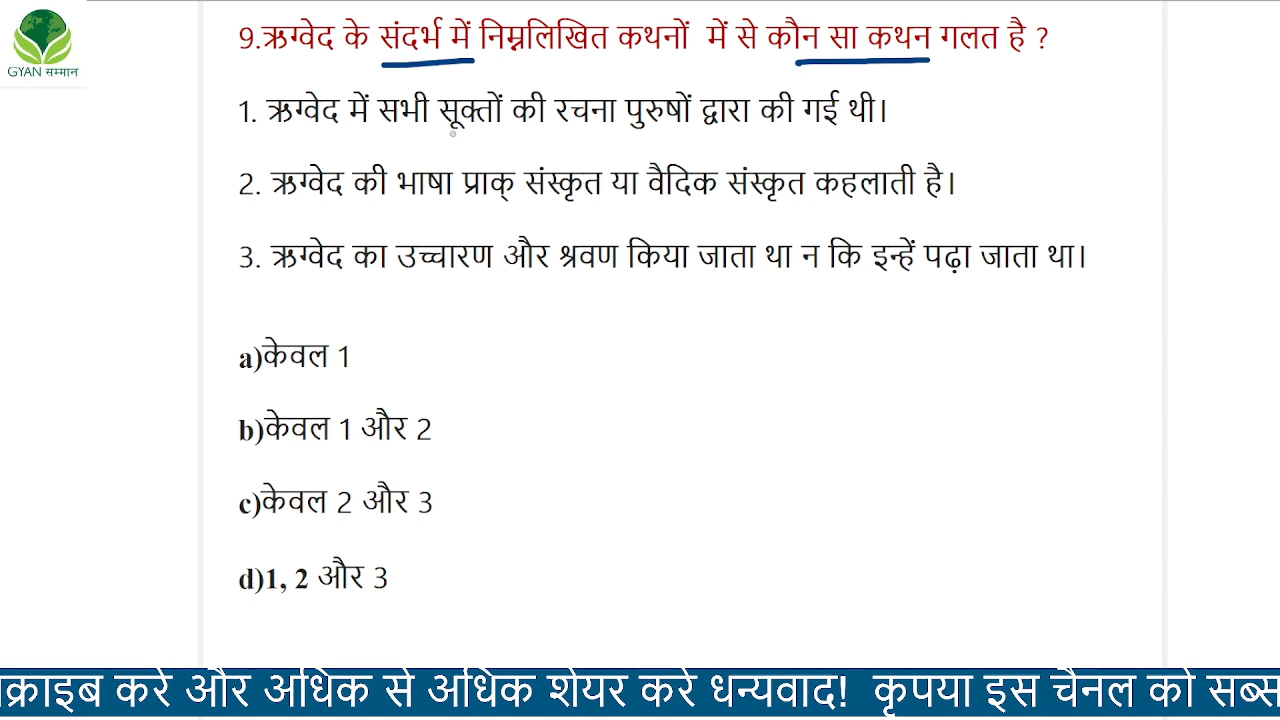 GYAN सम्मान
9.ऋग्वेद के संदर्भ में निम्नलिखित कथनों में से कौन सा कथन गलत है ?
1. ऋग्वेद में सभी सूक्तों की रचना पुरुषों द्वारा की गई थी।
2. ऋग्वेद की भाषा प्राक् संस्कृत या वैदिक संस्कृत कहलाती है।
3. ऋग्वेद का उच्चारण और श्रवण किया जाता था न कि इन्हें पढ़ा जाता था।
a)केवल 1
b)केवल 1 और 2
c)केवल 2 और 3
d)1, 2 और 3
क्राइब करे और अधिक से अधिक शेयर करे धन्यवाद! कृपया इस चैनल को सब्स